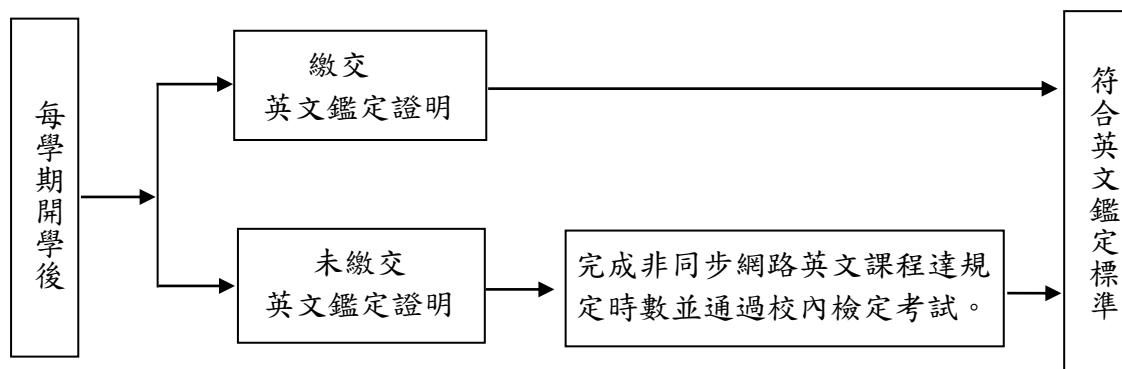 每學期開學後
繳交
英文鑑定證明
未繳交
英文鑑定證明
完成非同步網路英文課程達規
定時數並通過校內檢定考試。
符合英文鑑定標準